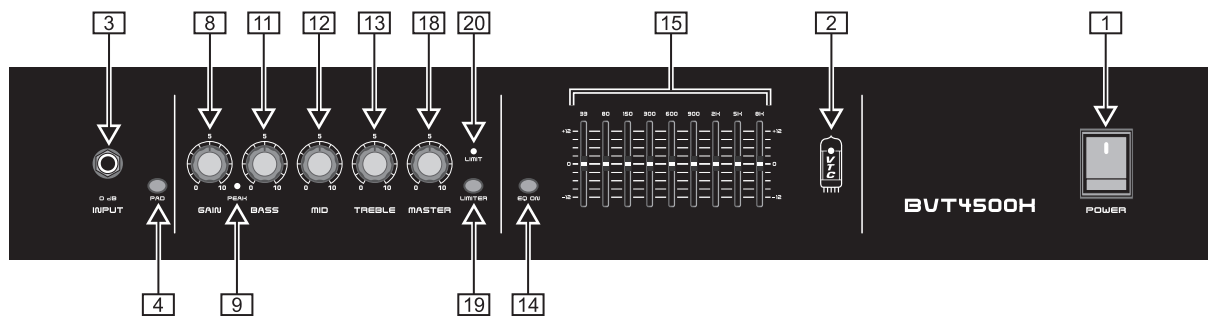 3 8 11 12 13 18 20 15 2 1
33 80 150 300 600 900 2K 5K 8K
5 5 5 5 5
+12 +12
LIMIT
0 0
VTC
0 10 0 10 0 10 0 10 0 10
0 dB PAD PEAK LIMITER EQ ON -12 -12
INPUT GAIN BASS MID TREBLE MASTER BVT4500H POWER
4 9 19 14